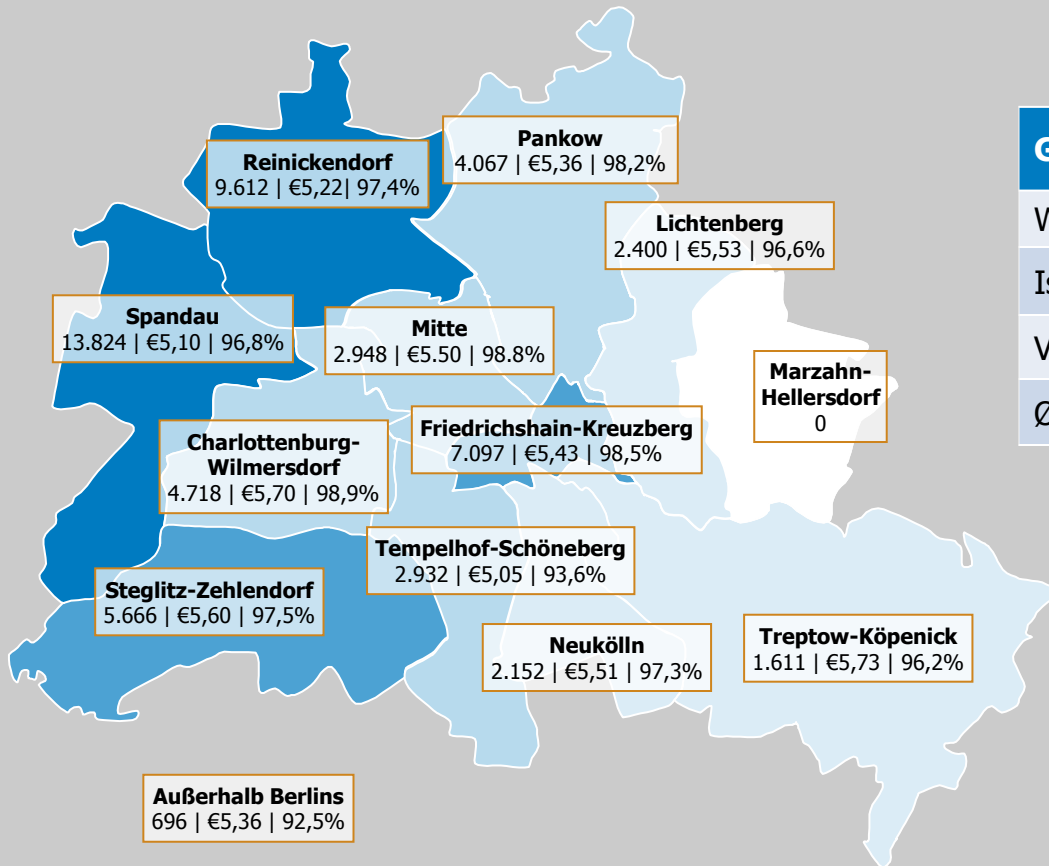 Pankow
4.067 | €5,36 | 98,2%
Reinickendorf
9.612 | €5,22| 97,4%
Lichtenberg
2.400 | €5,53 | 96,6%
Spandau
13.824 | €5,10 | 96,8%
Mitte
2.948 | €5.50 | 98.8%
Marzahn-
Hellersdorf
0
Friedrichshain-Kreuzberg
7.097 | €5,43 | 98,5%
Charlottenburg-
Wilmersdorf
4.718 | €5,70 | 98,9%
Tempelhof-Schöneberg
2.932 | €5,05 | 93,6%
Steglitz-Zehlendorf
5.666 | €5,60 | 97,5%
Neukölln
2.152 | €5,51 | 97,3%
Treptow-Köpenick
1.611 | €5,73 | 96,2%
Außerhalb Berlins
696 | €5,36 | 92,5%
Ø